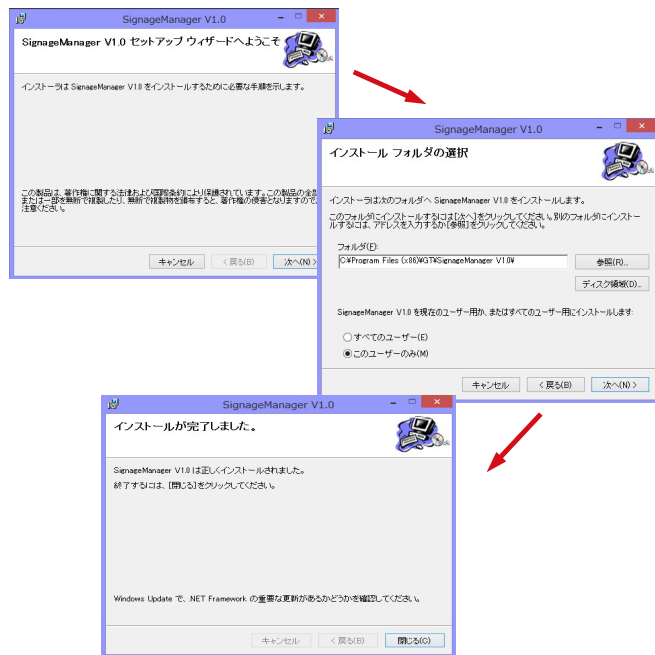 SignageManager V1.0
SignageManager V1.0 セットアップ ウィザードへようこそ
インストーラは SignageManager V1.0 をインストールするために必要な手順を示します。
この製品は、著作権に関する法律および国際条約により保護されています。この製品の全部
または一部を無断で複製したり、無断で複製物を頒布すると、著作権の侵害となりますのでご
注意ください。
キャンセル
< 戻る(B)
次へ(N) >
SignageManager V1.0
インストール フォルダの選択
インストーラは次のフォルダへ SignageManager V1.0 をインストールします。
このフォルダにインストールするには[次へ]をクリックしてください。別のフォルダにインストー
ルするには、アドレスを入力するか[参照]をクリックしてください。
フォルダ(F):
C:¥Program Files (x86)¥GT¥SignageManager V1.0¥
参照(R)...
ディスク領域(D)...
SignageManager V1.0 を現在のユーザー用か、またはすべてのユーザー用にインストールします:
すべてのユーザー(E)
このユーザーのみ(M)
キャンセル
< 戻る(B)
次へ(N) >
SignageManager V1.0
インストールが完了しました。
SignageManager V1.0 は正しくインストールされました。
終了するには、[閉じる]をクリックしてください。
Windows Update で、.NET Framework の重要な更新があるかどうかを確認してください。
キャンセル
< 戻る(B)
閉じる(C)